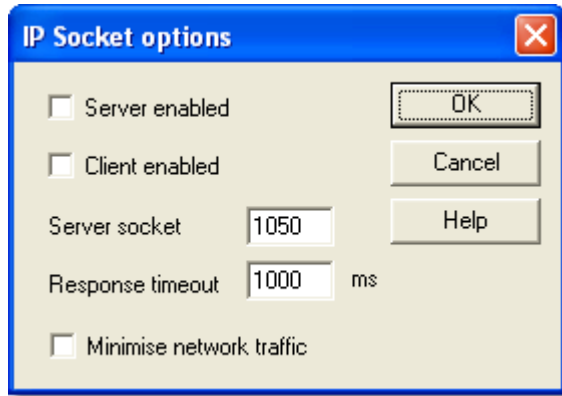 IP Socket options
Server enabled
OK
Client enabled
Cancel
Server socket 1050
Help
Response timeout 1000 ms
Minimise network traffic